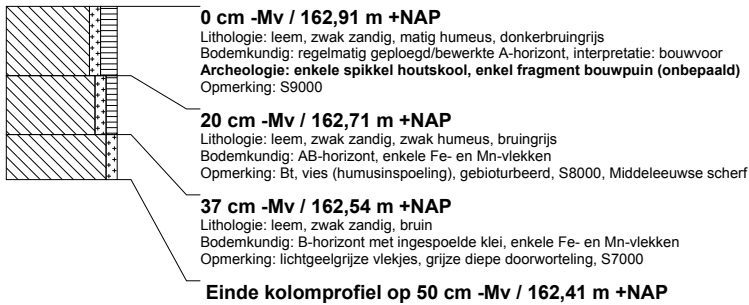 0 cm -Mv / 162,91 m +NAP
Lithologie: leem, zwak zandig, matig humeus, donkerbruingrijs
Bodemkundig: regelmatig geploegd/bewerkte A-horizont, interpretatie: bouwvoor
Archeologie: enkele spikkel houtskool, enkel fragment bouwpuin (onbepaald)
Opmerking: S9000
20 cm -Mv / 162,71 m +NAP
Lithologie: leem, zwak zandig, zwak humeus, bruingrijs
Bodemkundig: AB-horizont, enkele Fe- en Mn-vlekken
Opmerking: Bt, vies (humusinspoeling), gebioturbeerd, S8000, Middeleeuwse scherf
37 cm -Mv / 162,54 m +NAP
Lithologie: leem, zwak zandig, bruin
Bodemkundig: B-horizont met ingespoelde klei, enkele Fe- en Mn-vlekken
Opmerking: lichtgeelgrijze vlekjes, grijze diepe doorworteling, S7000
Einde kolomprofiel op 50 cm -Mv / 162,41 m +NAP